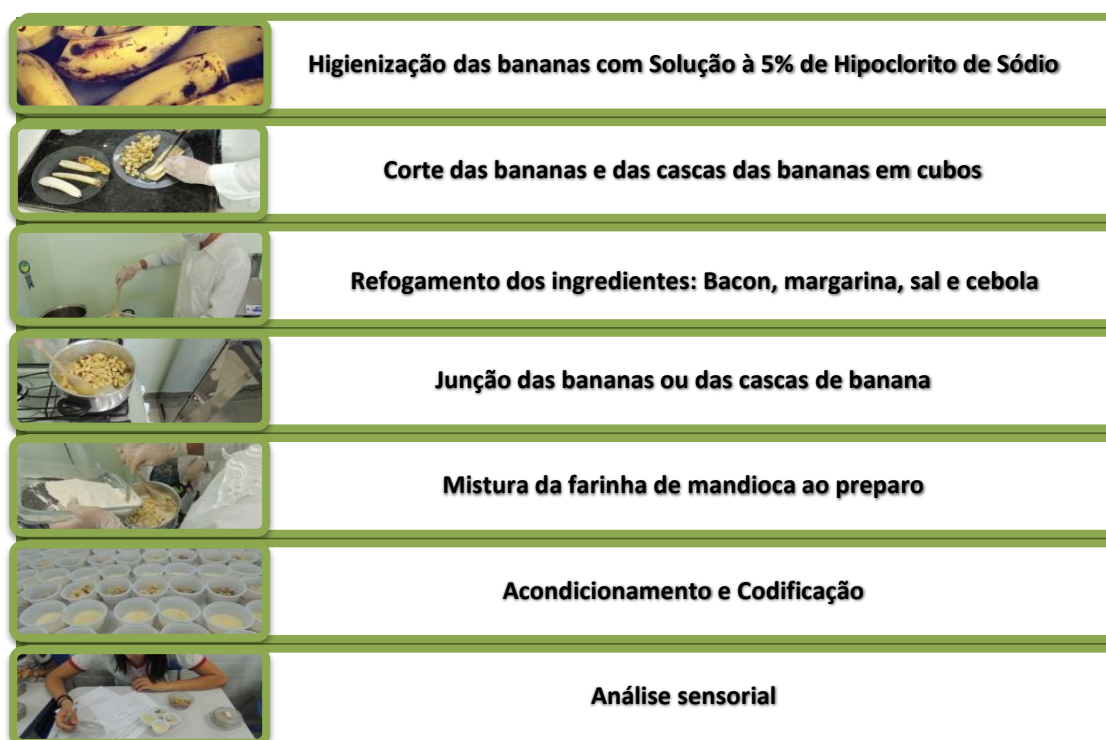 Higienização das bananas com Solução à 5% de Hipoclorito de Sódio
Corte das bananas e das cascas das bananas em cubos
Refogamento dos ingredientes: Bacon, margarina, sal e cebola
Junção das bananas ou das cascas de banana
Mistura da farinha de mandioca ao preparo
Acondicionamento e Codificação
Análise sensorial